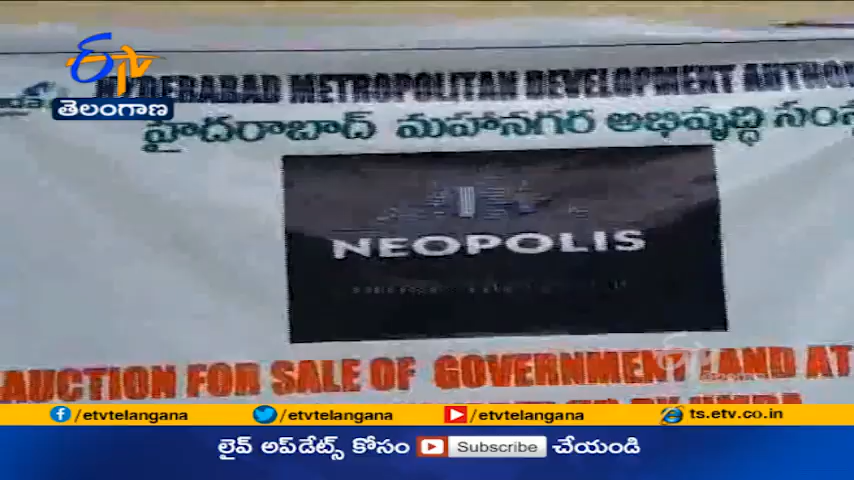 ETV
తెలంగాణ
HYDERABAD METROPOLITAN DEVELOPMENT
హైదరాబాద్ మహానగర అభివృద్ధి
NEOPOLIS
AUCTION FOR SALE OF GOVERNMENT LAND AT
/etvtelangana /etvtelangana /etvtelangana ts.etv.co.in
లైవ్ అప్‌డేట్స్ కోసం Subscribe చేయండి